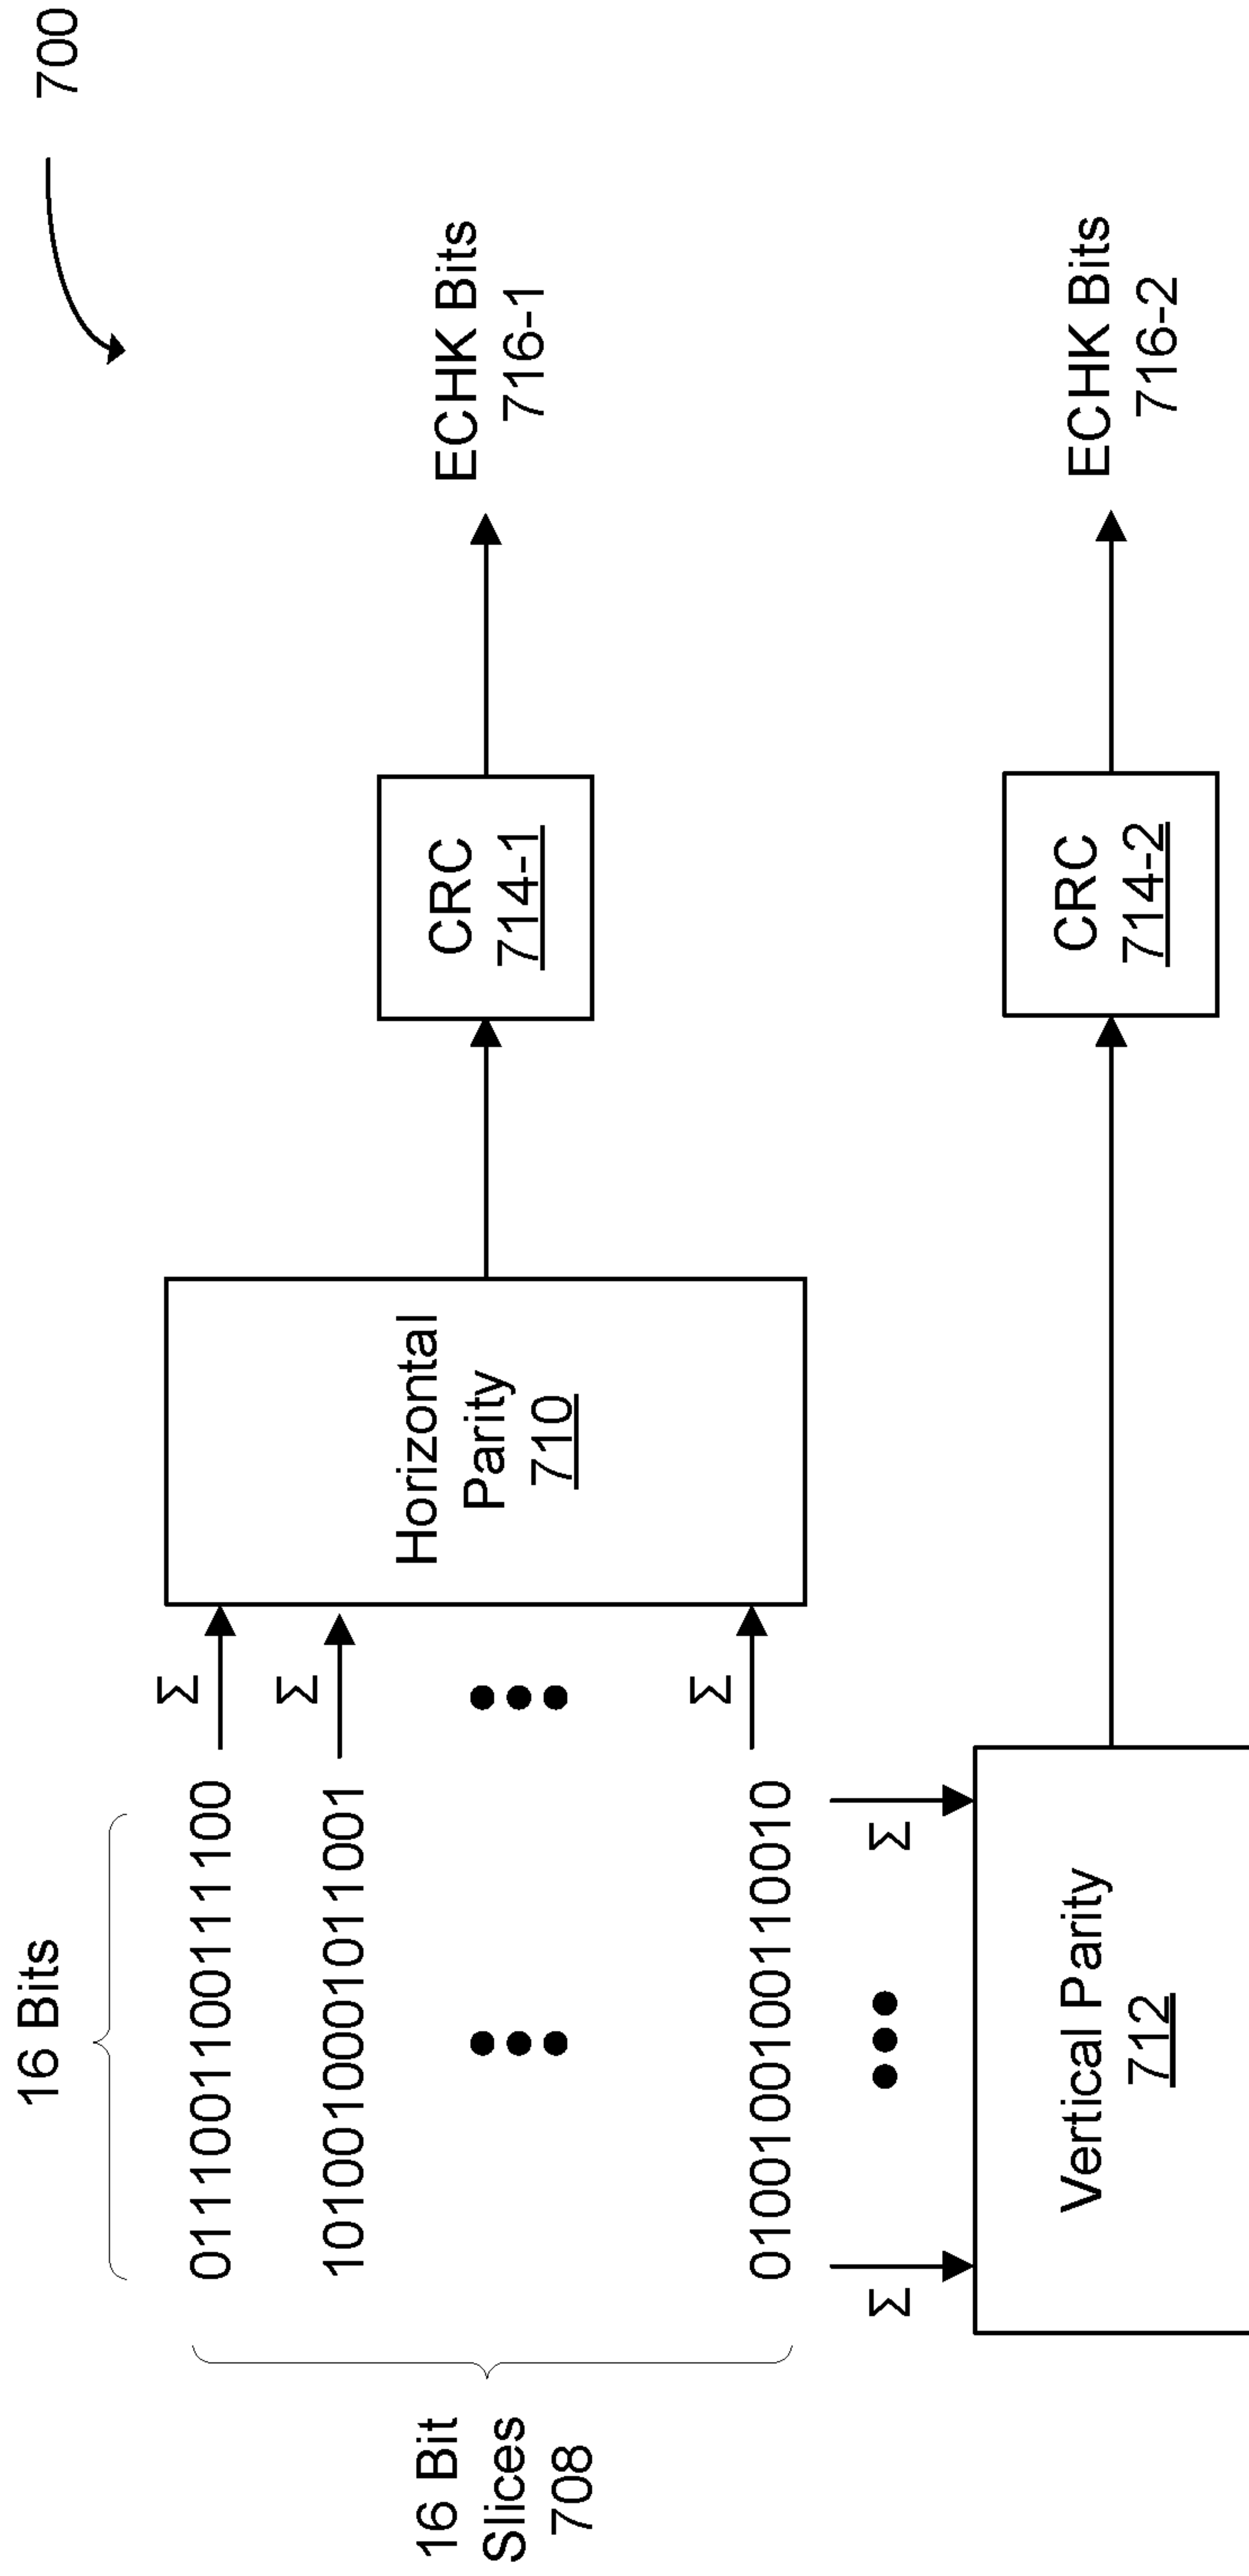 700
16 Bits
16 Bit
Slices
708
0111001100111100
1010010001011001
0100100100110010
Σ
Σ
Σ
Horizontal
Parity
710
CRC
714-1
ECHK Bits
716-1
Σ
Σ
Vertical Parity
712
CRC
714-2
ECHK Bits
716-2